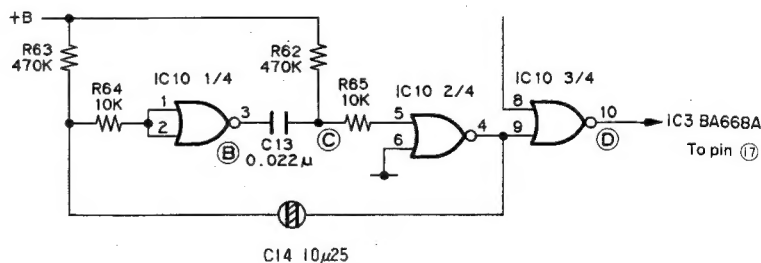 +B
R63
470K
R62
470K
R64
10K
IC10 1/4
R65
10K
IC10 2/4
IC10 3/4
1
2
3
Ⓑ
C13
0.022µ
Ⓒ
5
6
4
8
9
10
Ⓓ
IC3 BA668A
To pin ⑰
C14 10µ25